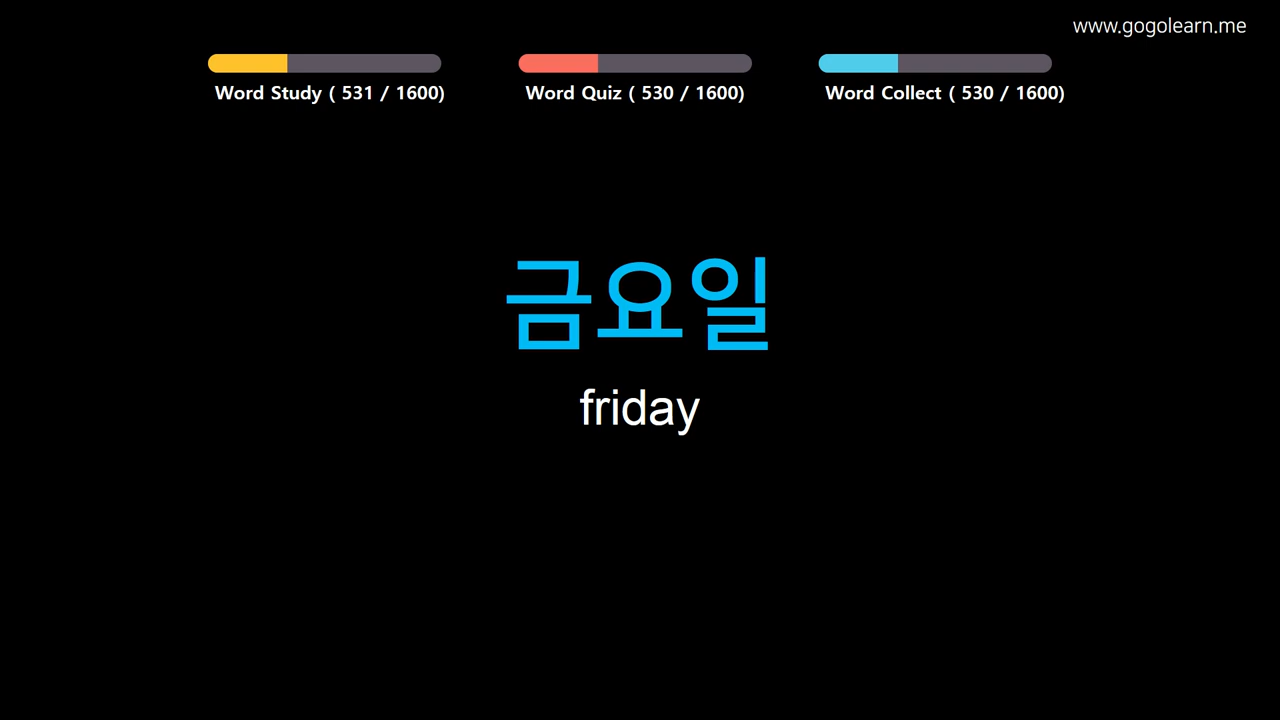 www.gogolearn.me
Word Study ( 531 / 1600)
Word Quiz ( 530 / 1600)
Word Collect ( 530 / 1600)
금요일
friday